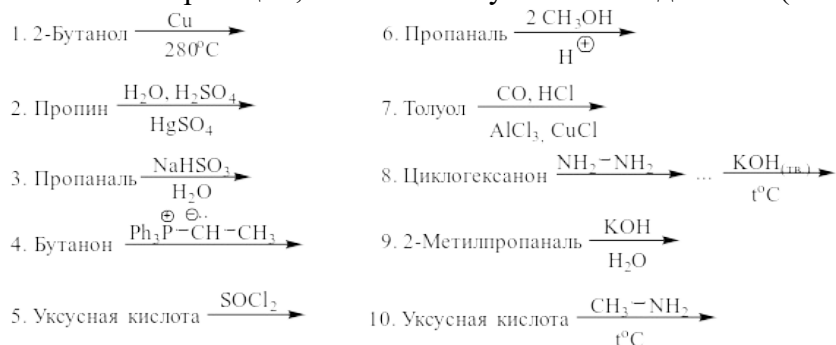 1. 2-Бутанол Cu 280°C
2. Пропин H₂O, H₂SO₄ HgSO₄
3. Пропаналь NaHSO₃ H₂O
4. Бутанон Ph₃P⊕–CH⊖··–CH₃
5. Уксусная кислота SOCl₂
6. Пропаналь 2 CH₃OH H⊕
7. Толуол CO, HCl AlCl₃, CuCl
8. Циклогексанон NH₂–NH₂ ... KOH(тв.) t°C
9. 2-Метилпропаналь KOH H₂O
10. Уксусная кислота CH₃–NH₂ t°C